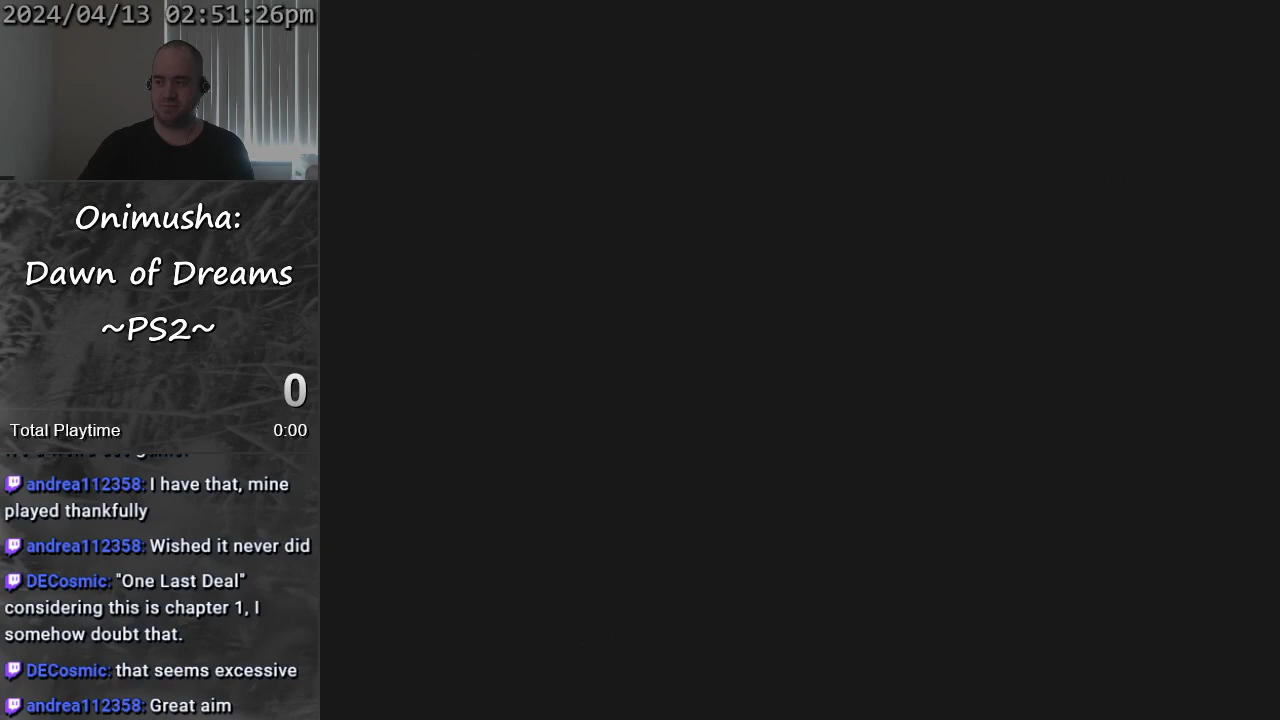 2024/04/13 02:51:26pm
Onimusha:
Dawn of Dreams
~PS2~
0
Total Playtime 0:00
andrea112358: I have that, mine
played thankfully
andrea112358: Wished it never did
DECosmic: "One Last Deal"
considering this is chapter 1, I
somehow doubt that.
DECosmic: that seems excessive
andrea112358: Great aim